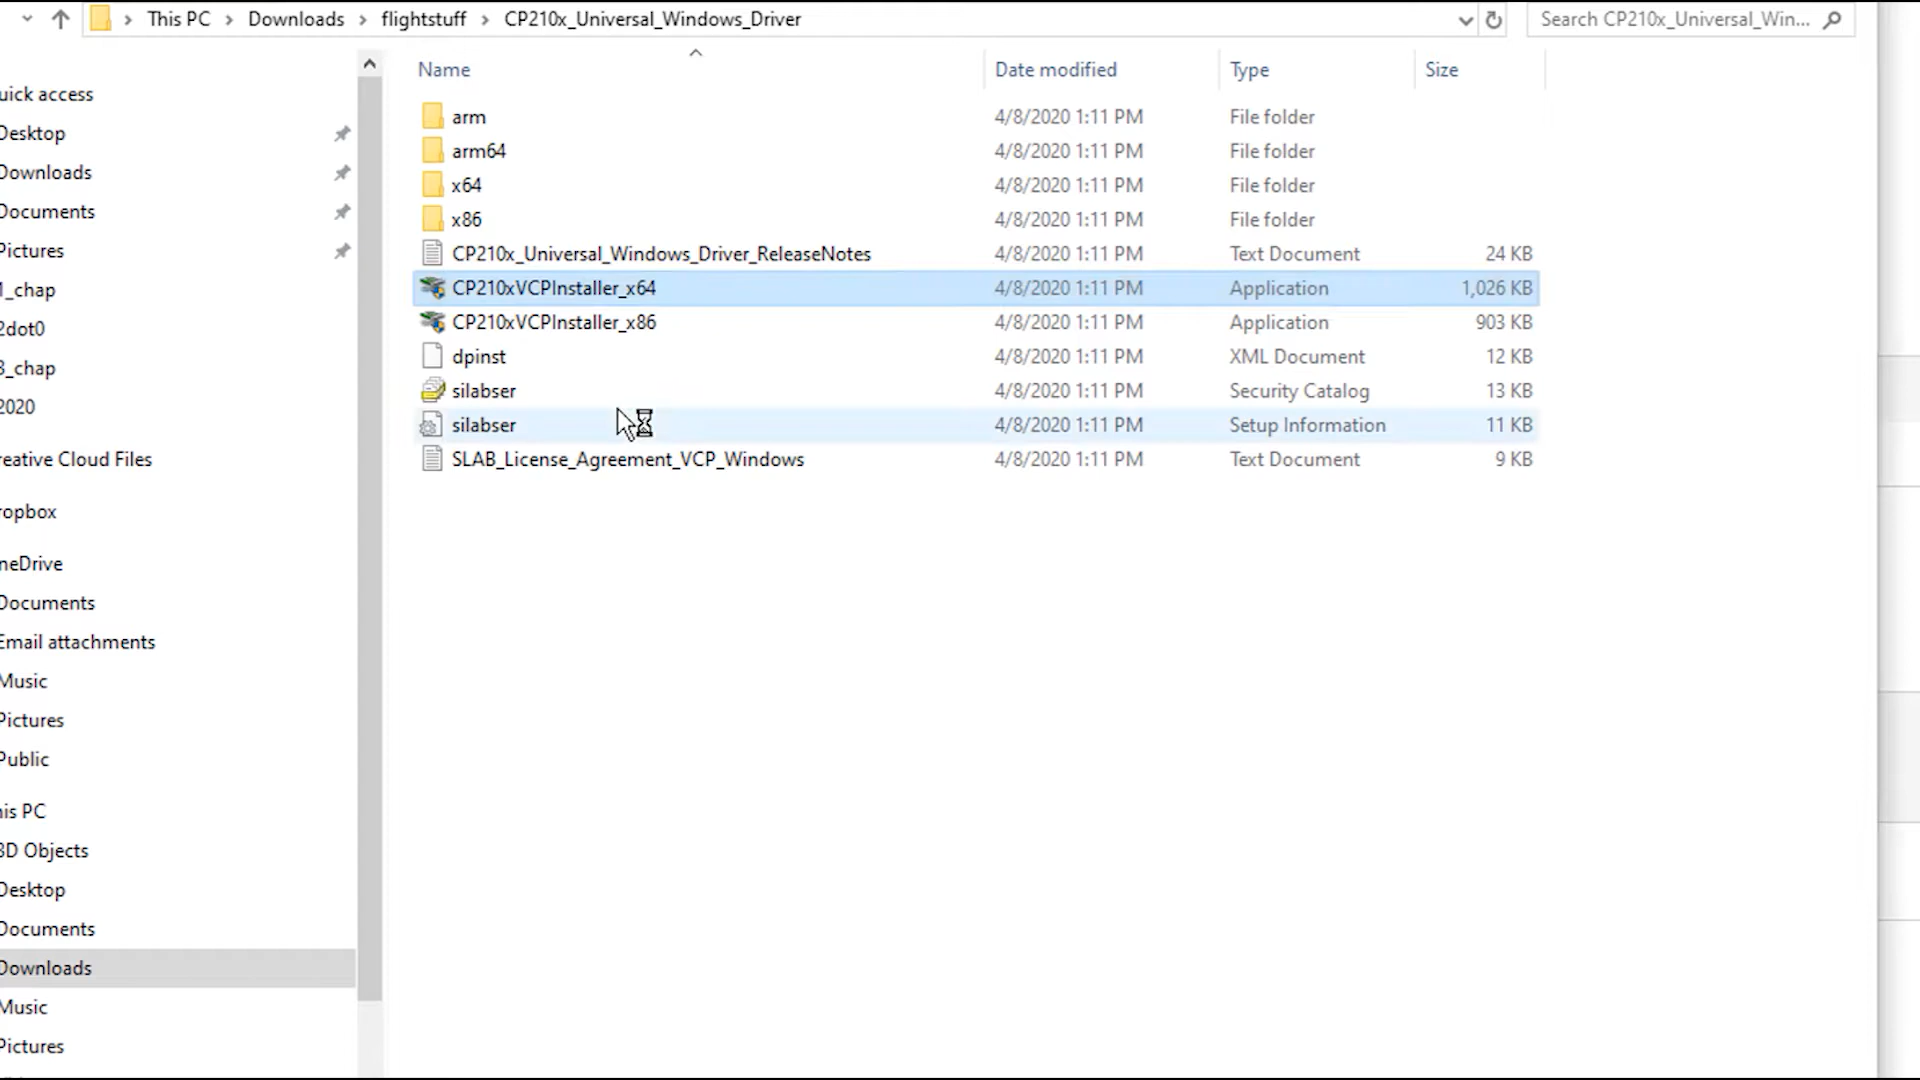 This PC > Downloads > flightstuff > CP210x_Universal_Windows_Driver
Search CP210x_Universal_Win...
Name Date modified Type Size
arm 4/8/2020 1:11 PM File folder
arm64 4/8/2020 1:11 PM File folder
x64 4/8/2020 1:11 PM File folder
x86 4/8/2020 1:11 PM File folder
CP210x_Universal_Windows_Driver_ReleaseNotes 4/8/2020 1:11 PM Text Document 24 KB
CP210xVCPInstaller_x64 4/8/2020 1:11 PM Application 1,026 KB
CP210xVCPInstaller_x86 4/8/2020 1:11 PM Application 903 KB
dpinst 4/8/2020 1:11 PM XML Document 12 KB
silabser 4/8/2020 1:11 PM Security Catalog 13 KB
silabser 4/8/2020 1:11 PM Setup Information 11 KB
SLAB_License_Agreement_VCP_Windows 4/8/2020 1:11 PM Text Document 9 KB
uick access
Desktop
Downloads
Documents
Pictures
1_chap
2dot0
3_chap
2020
reative Cloud Files
ropbox
neDrive
Documents
Email attachments
Music
Pictures
Public
his PC
3D Objects
Desktop
Documents
Downloads
Music
Pictures